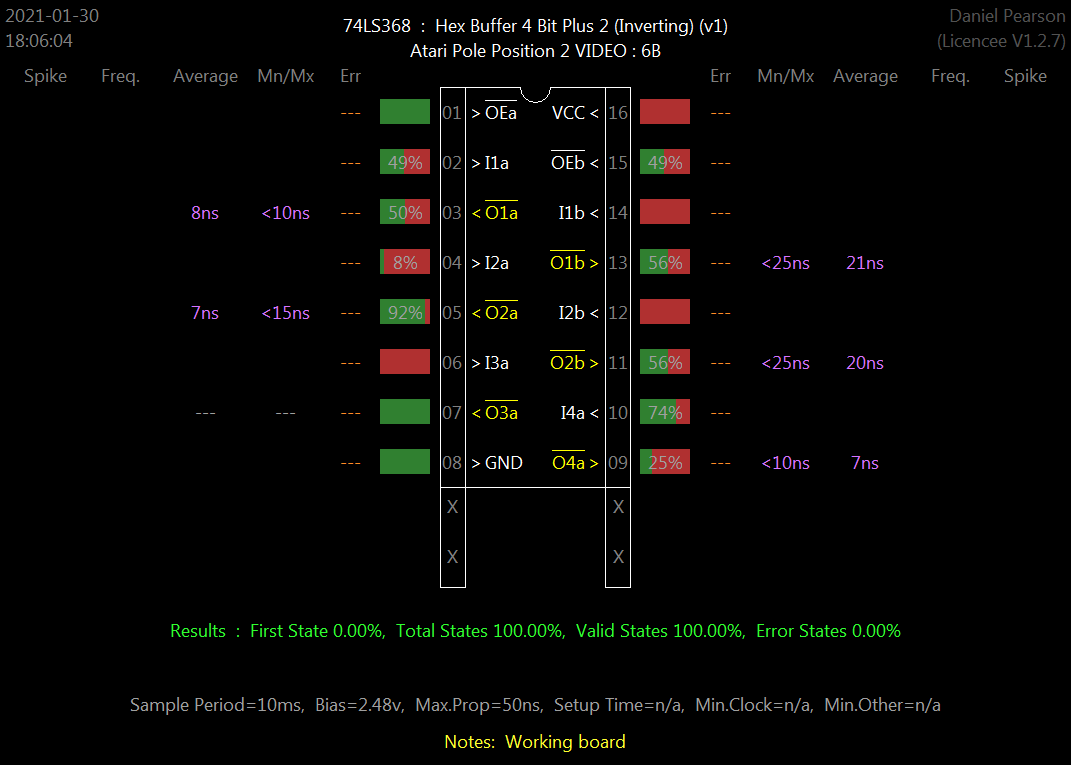 2021-01-30 74LS368 : Hex Buffer 4 Bit Plus 2 (Inverting) (v1) Daniel Pearson
18:06:04 Atari Pole Position 2 VIDEO : 6B (Licencee V1.2.7)
Spike Freq. Average Mn/Mx Err Err Mn/Mx Average Freq. Spike
--- 01 > OEa VCC < 16 ---
--- 49% 02 > I1a OEb < 15 49% ---
8ns <10ns --- 50% 03 < O1a I1b < 14 ---
--- 8% 04 > I2a O1b > 13 56% --- <25ns 21ns
7ns <15ns --- 92% 05 < O2a I2b < 12 ---
--- 06 > I3a O2b > 11 56% --- <25ns 20ns
--- --- --- 07 < O3a I4a < 10 74% ---
--- 08 > GND O4a > 09 25% --- <10ns 7ns
X X
X X
Results : First State 0.00%, Total States 100.00%, Valid States 100.00%, Error States 0.00%
Sample Period=10ms, Bias=2.48v, Max.Prop=50ns, Setup Time=n/a, Min.Clock=n/a, Min.Other=n/a
Notes: Working board